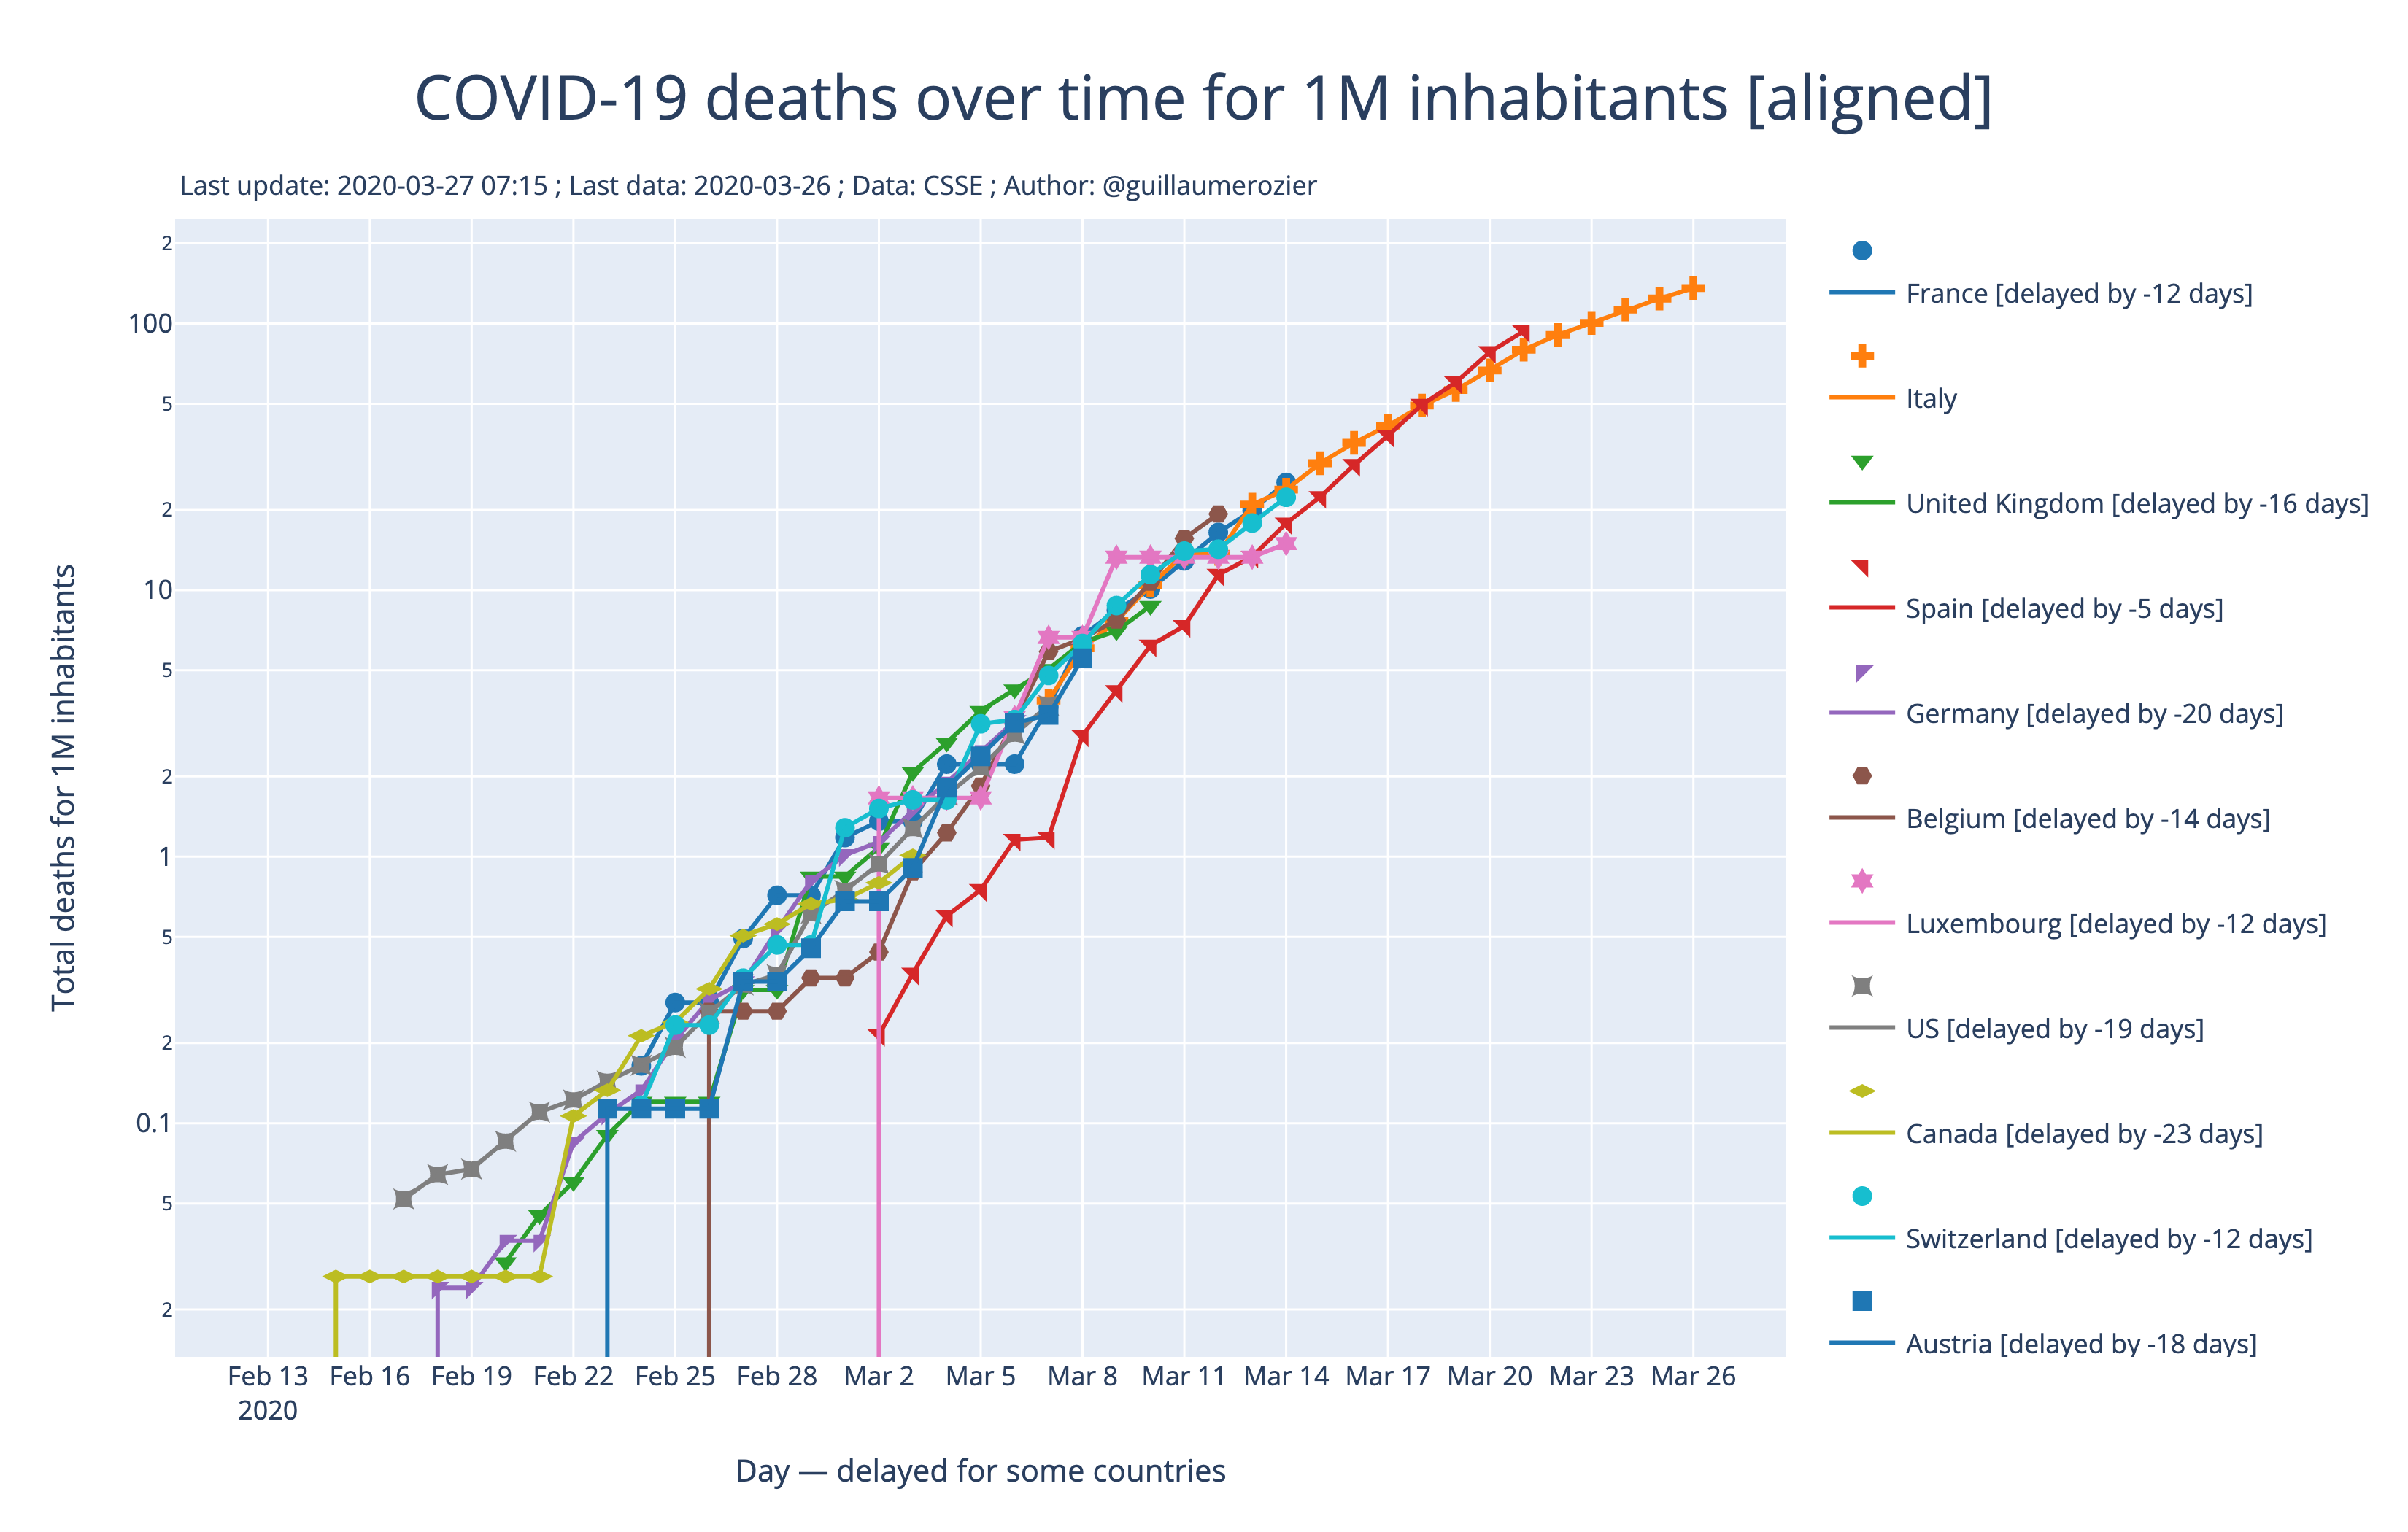 COVID-19 deaths over time for 1M inhabitants [aligned]
Last update: 2020-03-27 07:15 ; Last data: 2020-03-26 ; Data: CSSE ; Author: @guillaumerozier
Total deaths for 1M inhabitants
2
100
5
2
10
5
2
1
5
2
0.1
5
2
Feb 13 Feb 16 Feb 19 Feb 22 Feb 25 Feb 28 Mar 2 Mar 5 Mar 8 Mar 11 Mar 14 Mar 17 Mar 20 Mar 23 Mar 26
2020
Day — delayed for some countries
France [delayed by -12 days]
Italy
United Kingdom [delayed by -16 days]
Spain [delayed by -5 days]
Germany [delayed by -20 days]
Belgium [delayed by -14 days]
Luxembourg [delayed by -12 days]
US [delayed by -19 days]
Canada [delayed by -23 days]
Switzerland [delayed by -12 days]
Austria [delayed by -18 days]